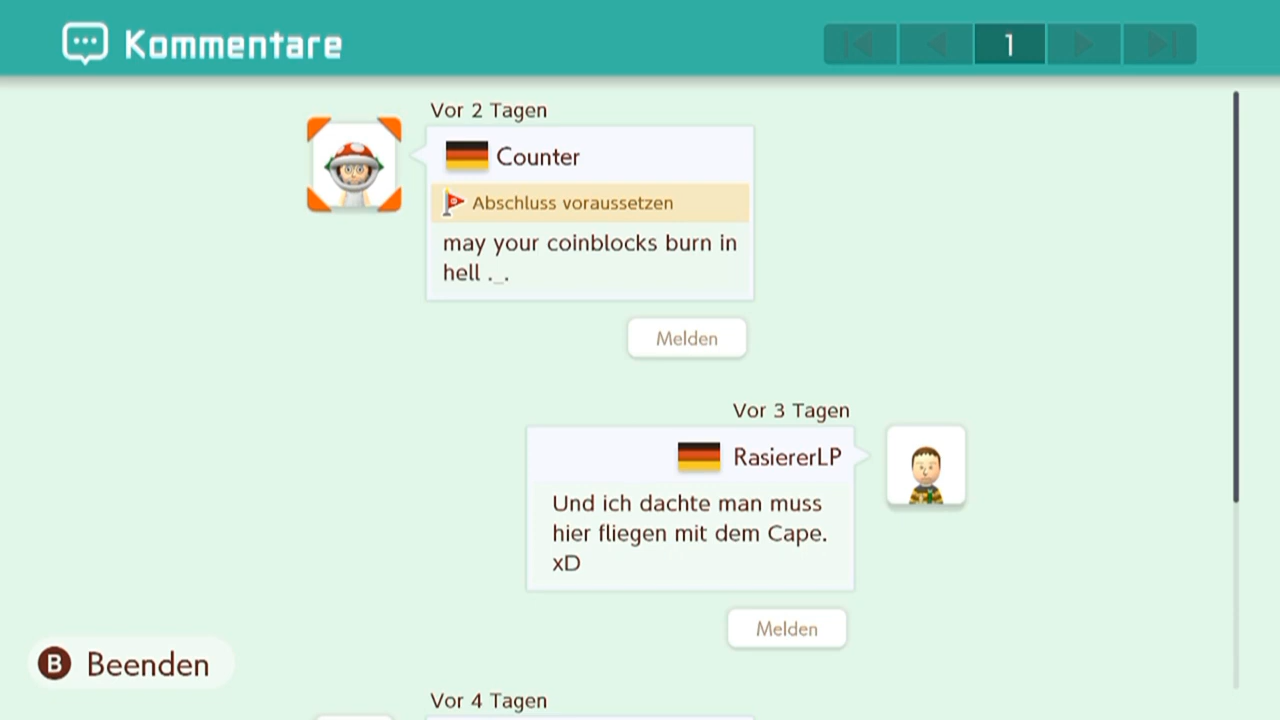 Kommentare
1
Vor 2 Tagen
Counter
Abschluss voraussetzen
may your coinblocks burn in
hell ._.
Melden
Vor 3 Tagen
RasiererLP
Und ich dachte man muss
hier fliegen mit dem Cape.
xD
Melden
B Beenden
Vor 4 Tagen